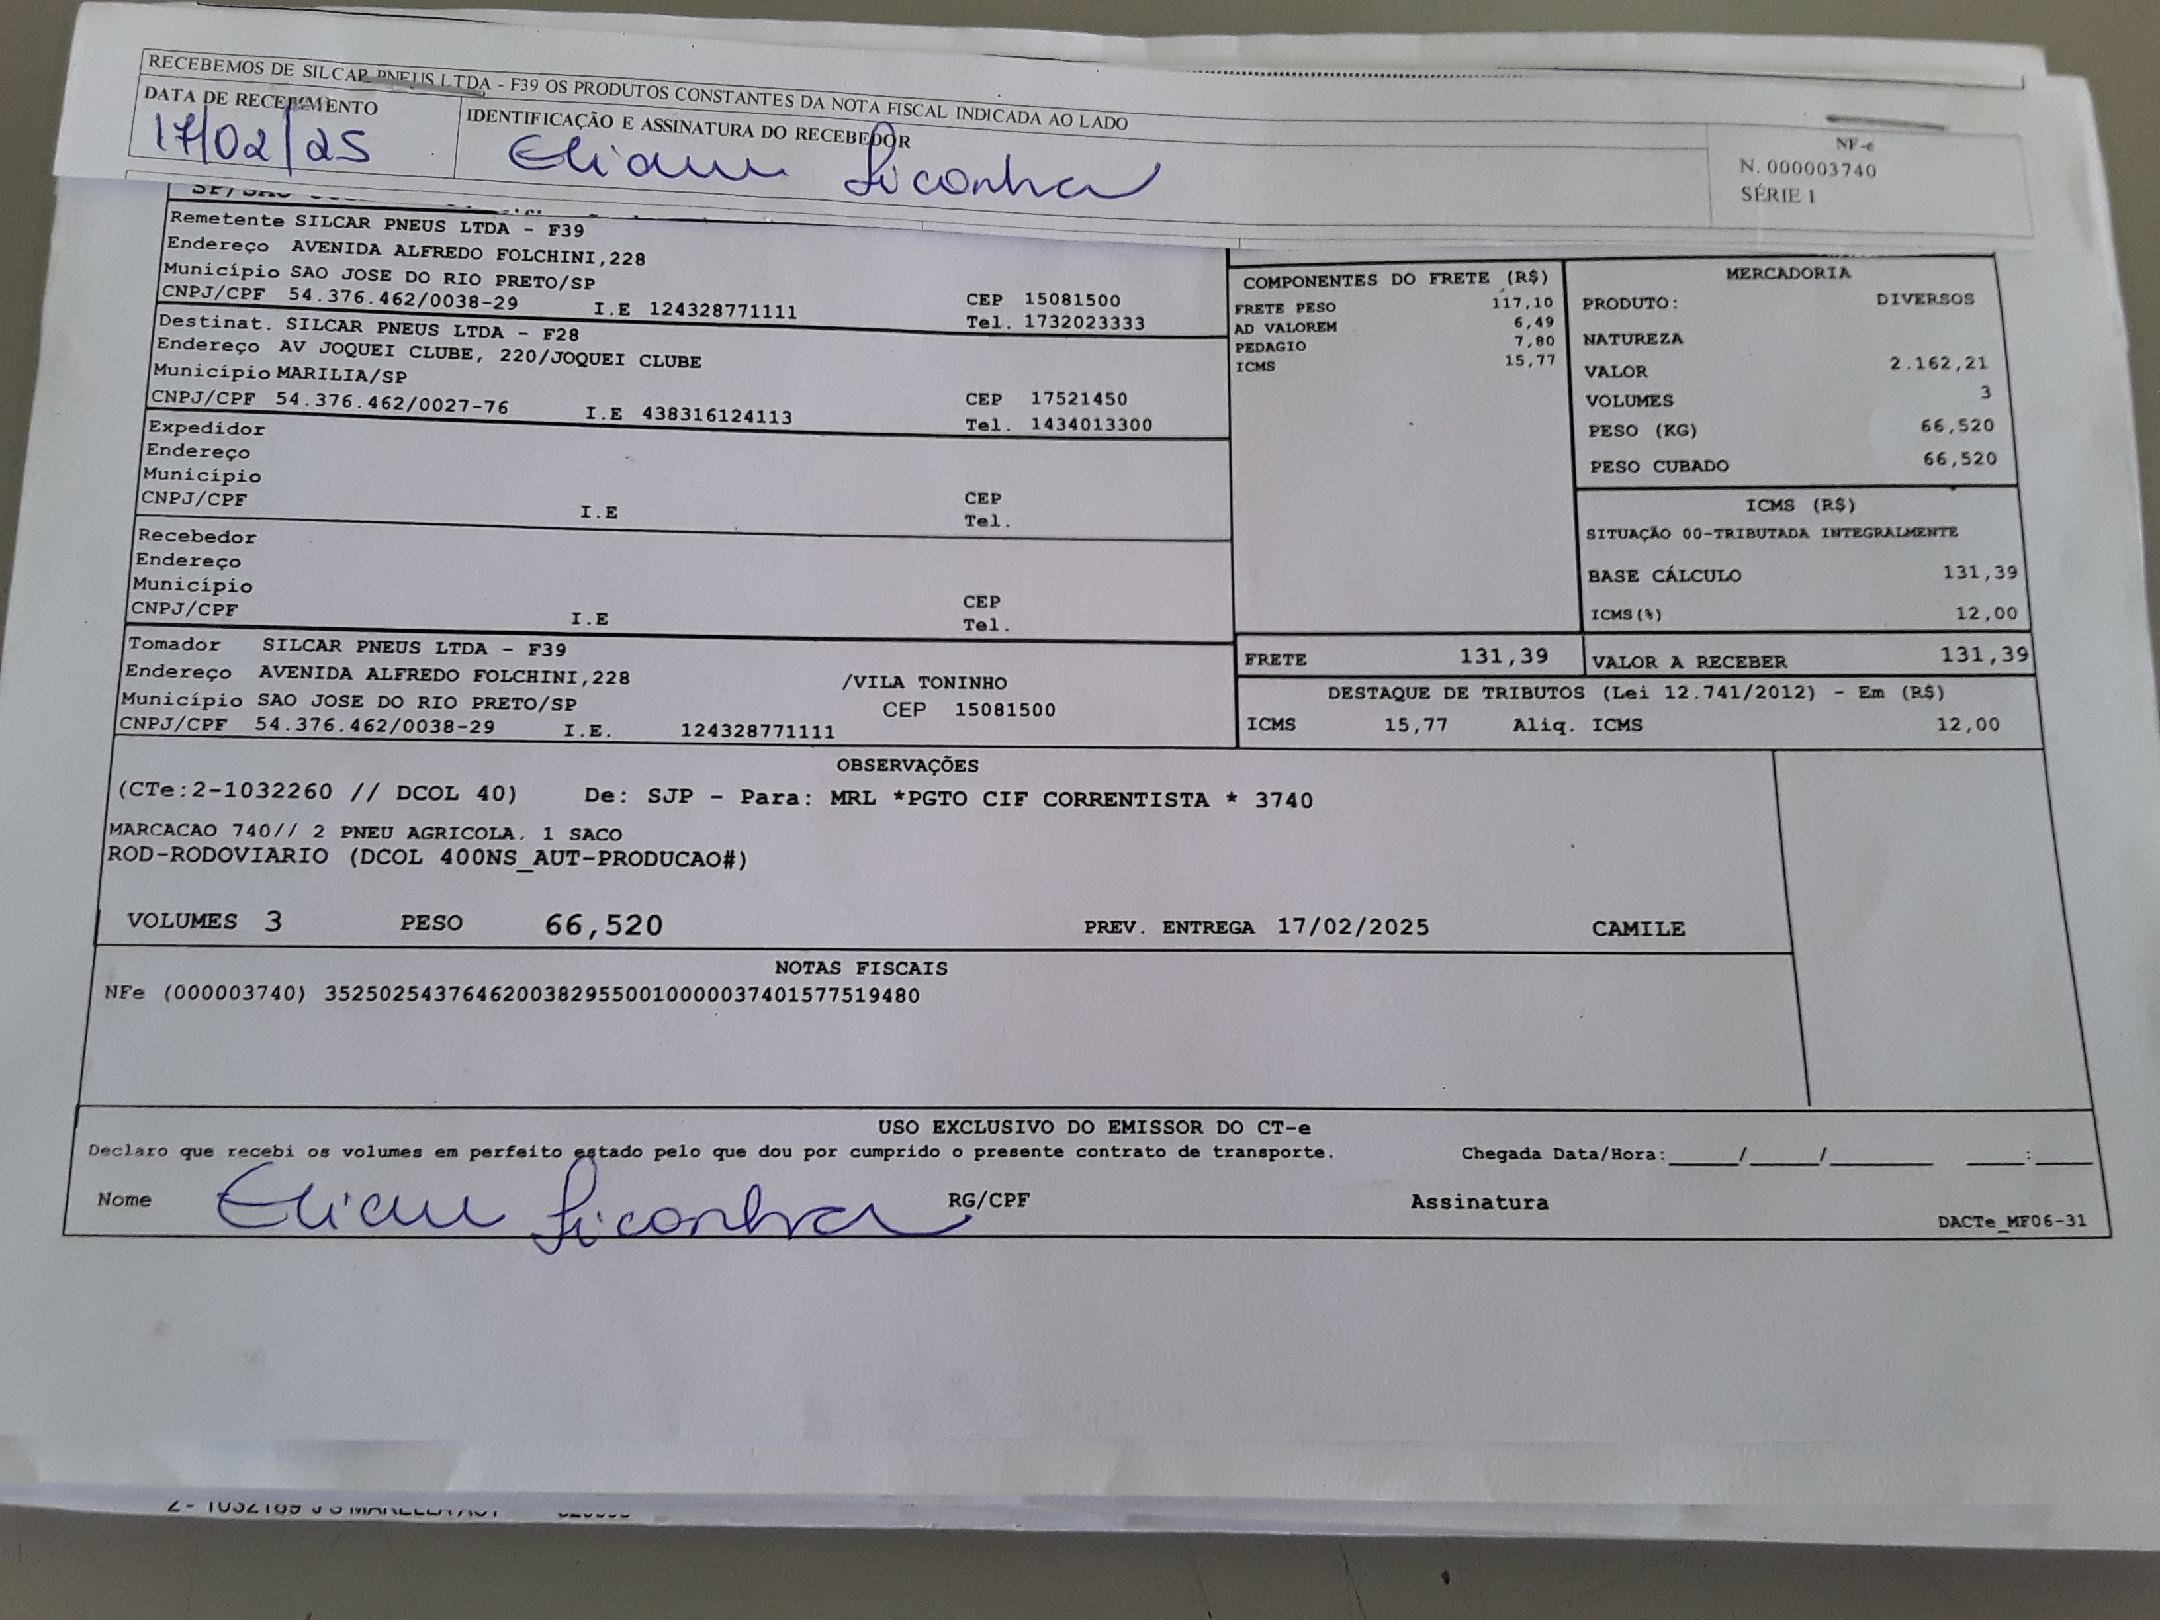 RECEBEMOS DE SILCAR PNEUS LTDA - F39 OS PRODUTOS CONSTANTES DA NOTA FISCAL INDICADA AO LADO
DATA DE RECEBIMENTO
17/02/25
IDENTIFICAÇÃO E ASSINATURA DO RECEBEDOR
NF-e
N. 000003740
SÉRIE 1
Remetente SILCAR PNEUS LTDA - F39
Endereço AVENIDA ALFREDO FOLCHINI,228
Município SAO JOSE DO RIO PRETO/SP
CEP 15081500
CNPJ/CPF 54.376.462/0038-29 I.E 124328771111
Tel. 1732023333
Destinat. SILCAR PNEUS LTDA - F28
Endereço AV JOQUEI CLUBE, 220/JOQUEI CLUBE
Município MARILIA/SP
CEP 17521450
CNPJ/CPF 54.376.462/0027-76 I.E 438316124113
Tel. 1434013300
Expedidor
Endereço
Município
CEP
CNPJ/CPF I.E
Tel.
Recebedor
Endereço
Município
CEP
CNPJ/CPF I.E
Tel.
Tomador SILCAR PNEUS LTDA - F39
Endereço AVENIDA ALFREDO FOLCHINI,228 /VILA TONINHO
Município SAO JOSE DO RIO PRETO/SP CEP 15081500
CNPJ/CPF 54.376.462/0038-29 I.E. 124328771111
COMPONENTES DO FRETE (R$)
FRETE PESO 117,10
AD VALOREM 6,49
PEDAGIO 7,80
ICMS 15,77
MERCADORIA
PRODUTO: DIVERSOS
NATUREZA
VALOR 2.162,21
VOLUMES 3
PESO (KG) 66,520
PESO CUBADO 66,520
ICMS (R$)
SITUAÇÃO 00-TRIBUTADA INTEGRALMENTE
BASE CÁLCULO 131,39
ICMS(%) 12,00
FRETE 131,39
VALOR A RECEBER 131,39
DESTAQUE DE TRIBUTOS (Lei 12.741/2012) - Em (R$)
ICMS 15,77 Aliq. ICMS 12,00
OBSERVAÇÕES
(CTe:2-1032260 // DCOL 40) De: SJP - Para: MRL *PGTO CIF CORRENTISTA * 3740
MARCACAO 740// 2 PNEU AGRICOLA. 1 SACO
ROD-RODOVIARIO (DCOL 400NS_AUT-PRODUCAO#)
VOLUMES 3 PESO 66,520 PREV. ENTREGA 17/02/2025 CAMILE
NOTAS FISCAIS
NFe (000003740) 35250254376462003829550010000037401577519480
USO EXCLUSIVO DO EMISSOR DO CT-e
Declaro que recebi os volumes em perfeito estado pelo que dou por cumprido o presente contrato de transporte. Chegada Data/Hora:_____/_____/________ ____:____
Nome RG/CPF Assinatura
DACTe_MF06-31